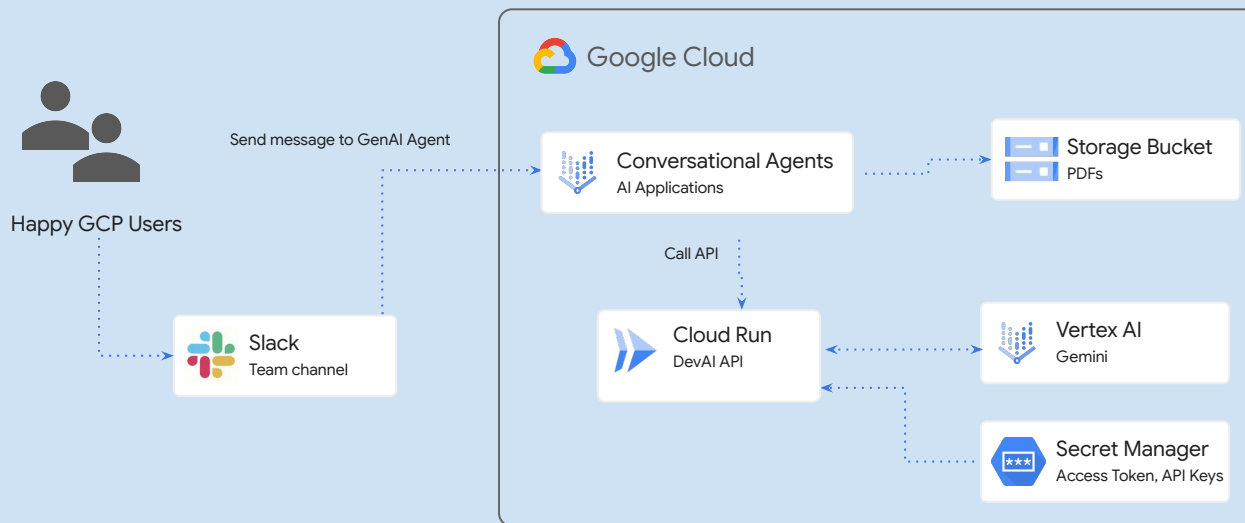 Google Cloud
Send message to GenAI Agent
Conversational Agents
AI Applications
Storage Bucket
PDFs
Happy GCP Users
Call API
Slack
Team channel
Cloud Run
DevAI API
Vertex AI
Gemini
***
Secret Manager
Access Token, API Keys